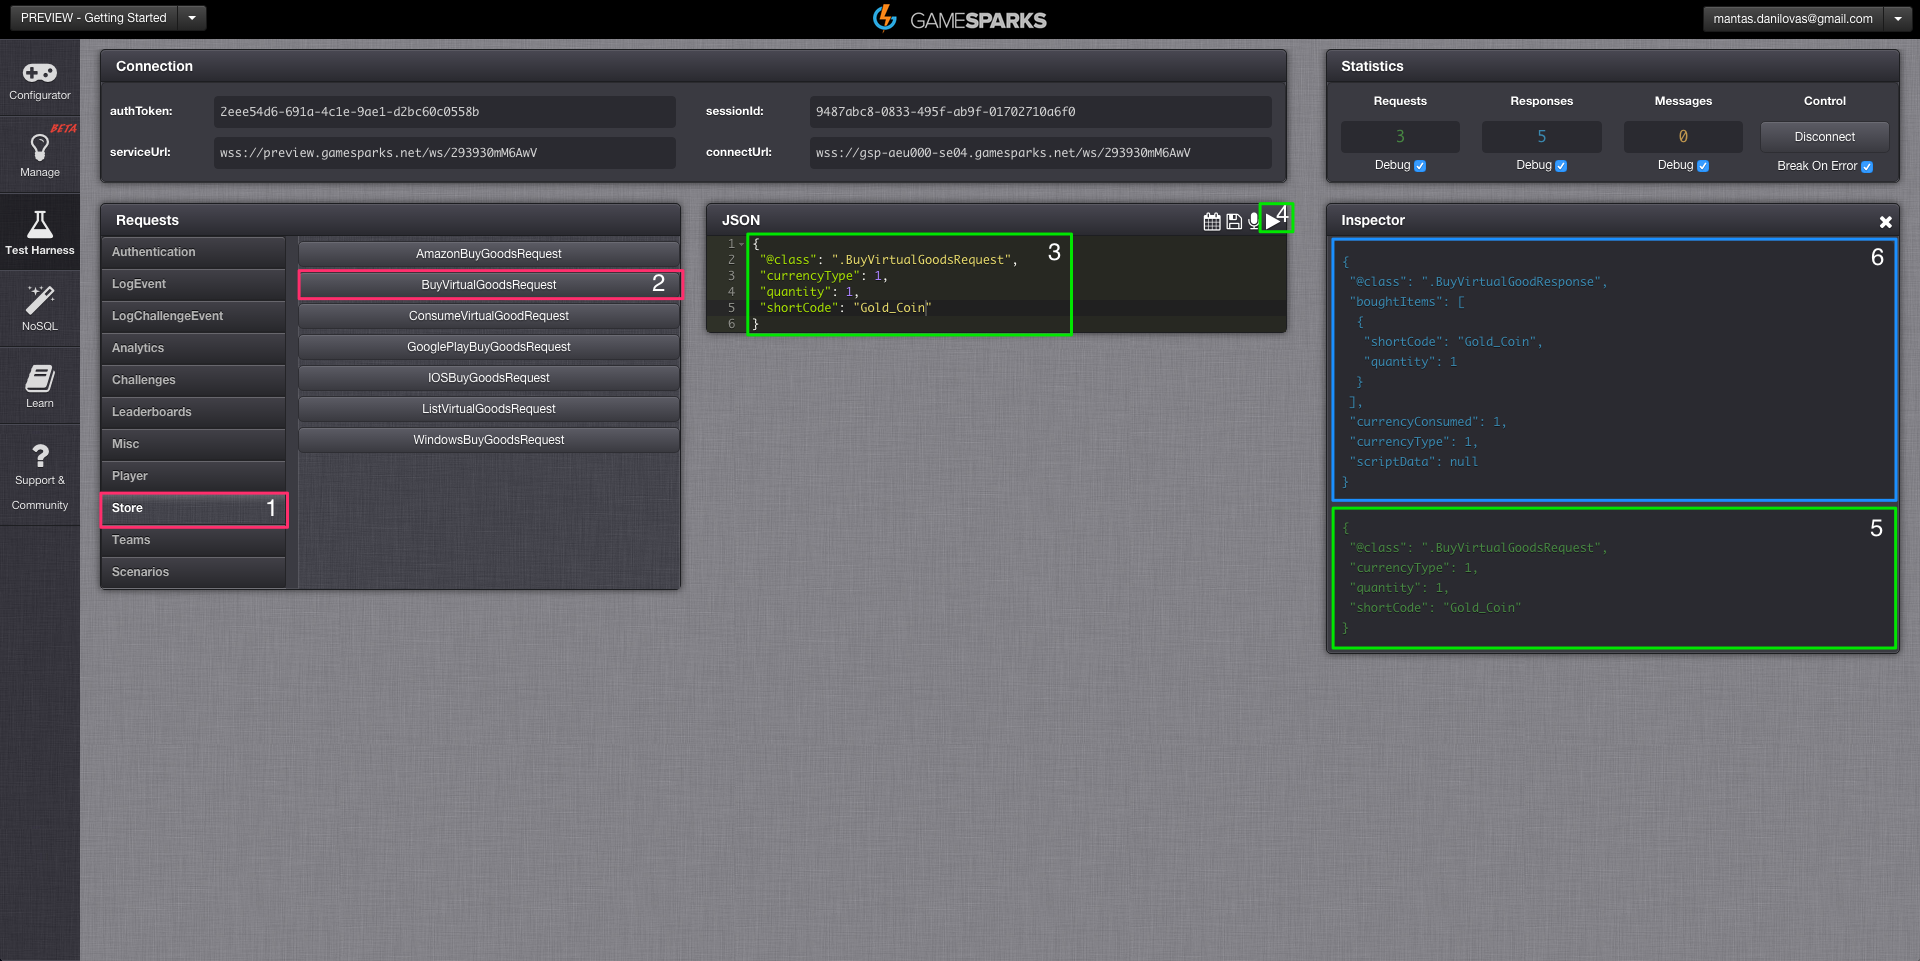 PREVIEW - Getting Started
GAMESPARKS
mantas.danilovas@gmail.com
Configurator
BETA
Manage
Test Harness
NoSQL
Learn
Support &
Community
Connection
authToken:
2eee54d6-691a-4c1e-9ae1-d2bc60c0558b
sessionId:
9487abc8-0833-495f-ab9f-01702710a6f0
serviceUrl:
wss://preview.gamesparks.net/ws/293930mM6AwV
connectUrl:
wss://gsp-aeu000-se04.gamesparks.net/ws/293930mM6AwV
Statistics
Requests
Responses
Messages
Control
3
5
0
Disconnect
Debug
Debug
Debug
Break On Error
Requests
Authentication
LogEvent
LogChallengeEvent
Analytics
Challenges
Leaderboards
Misc
Player
Store 1
Teams
Scenarios
AmazonBuyGoodsRequest
BuyVirtualGoodsRequest 2
ConsumeVirtualGoodRequest
GooglePlayBuyGoodsRequest
IOSBuyGoodsRequest
ListVirtualGoodsRequest
WindowsBuyGoodsRequest
JSON
4
3
1 {
2 "@class": ".BuyVirtualGoodsRequest",
3 "currencyType": 1,
4 "quantity": 1,
5 "shortCode": "Gold_Coin"
6 }
Inspector
6
{
"@class": ".BuyVirtualGoodResponse",
"boughtItems": [
{
"shortCode": "Gold_Coin",
"quantity": 1
}
],
"currencyConsumed": 1,
"currencyType": 1,
"scriptData": null
}
5
{
"@class": ".BuyVirtualGoodsRequest",
"currencyType": 1,
"quantity": 1,
"shortCode": "Gold_Coin"
}